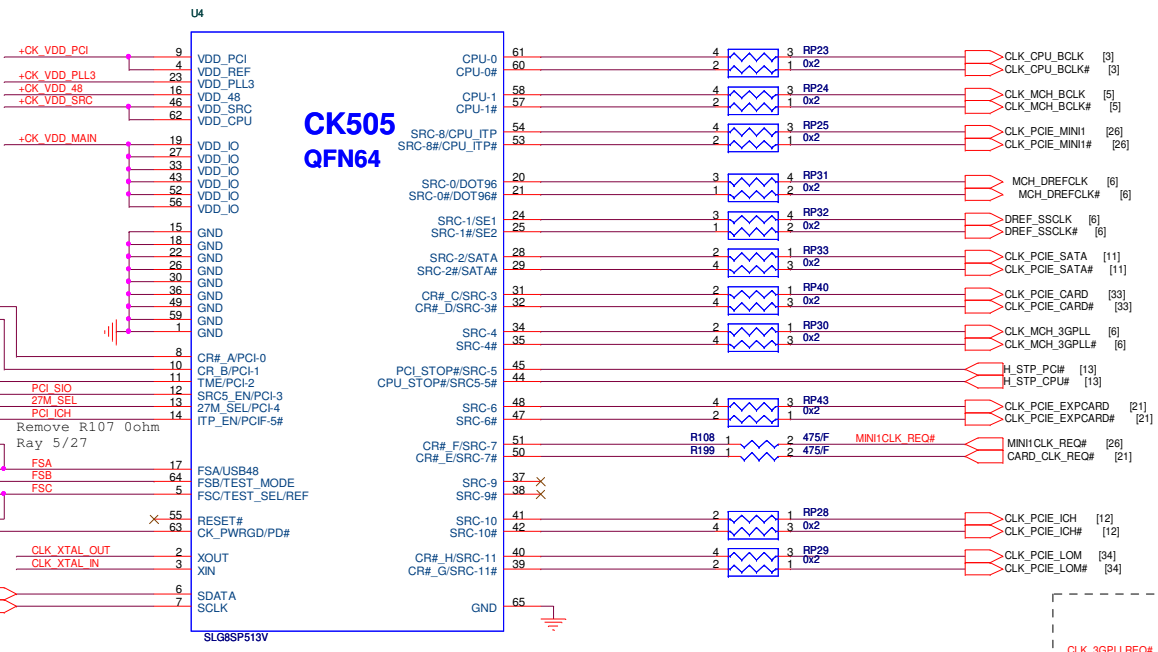 U4
+CK_VDD_PCI 9 VDD_PCI CPU-0 61 4 3 RP23 CLK_CPU_BCLK [3]
4 VDD_REF CPU-0# 60 2 1 0x2 CLK_CPU_BCLK# [3]
+CK_VDD_PLL3 23 VDD_PLL3
+CK_VDD_48 16 VDD_48 CPU-1 58 4 3 RP24 CLK_MCH_BCLK [5]
+CK_VDD_SRC 46 VDD_SRC CPU-1# 57 2 1 0x2 CLK_MCH_BCLK# [5]
62 VDD_CPU
CK505
QFN64
SRC-8/CPU_ITP 54 4 3 RP25 CLK_PCIE_MINI1 [26]
+CK_VDD_MAIN 19 VDD_IO SRC-8#/CPU_ITP# 53 2 1 0x2 CLK_PCIE_MINI1# [26]
27 VDD_IO
33 VDD_IO
43 VDD_IO SRC-0/DOT96 20 3 4 RP31 MCH_DREFCLK [6]
52 VDD_IO SRC-0#/DOT96# 21 1 2 0x2 MCH_DREFCLK# [6]
56 VDD_IO
SRC-1/SE1 24 3 4 RP32 DREF_SSCLK [6]
15 GND SRC-1#/SE2 25 1 2 0x2 DREF_SSCLK# [6]
18 GND
22 GND SRC-2/SATA 28 2 1 RP33 CLK_PCIE_SATA [11]
26 GND SRC-2#/SATA# 29 4 3 0x2 CLK_PCIE_SATA# [11]
30 GND
36 GND CR#_C/SRC-3 31 2 1 RP40 CLK_PCIE_CARD [33]
49 GND CR#_D/SRC-3# 32 4 3 0x2 CLK_PCIE_CARD# [33]
59 GND
1 GND SRC-4 34 2 1 RP30 CLK_MCH_3GPLL [6]
SRC-4# 35 4 3 0x2 CLK_MCH_3GPLL# [6]
8 CR#_A/PCI-0
10 CR_B/PCI-1 PCI_STOP#/SRC-5 45 H_STP_PCI# [13]
11 TME/PCI-2 CPU_STOP#/SRC5-5# 44 H_STP_CPU# [13]
PCI_SIO 12 SRC5_EN/PCI-3
27M_SEL 13 27M_SEL/PCI-4 SRC-6 48 4 3 RP43 CLK_PCIE_EXPCARD [21]
PCI_ICH 14 ITP_EN/PCIF-5# SRC-6# 47 2 1 0x2 CLK_PCIE_EXPCARD# [21]
Remove R107 0ohm
Ray 5/27
CR#_F/SRC-7 51 R108 1 2 475/F MINI1CLK_REQ# MINI1CLK_REQ# [26]
CR#_E/SRC-7# 50 R199 1 2 475/F CARD_CLK_REQ# [21]
FSA 17 FSA/USB48
FSB 64 FSB/TEST_MODE SRC-9 37
FSC 5 FSC/TEST_SEL/REF SRC-9# 38
55 RESET# SRC-10 41 2 1 RP28 CLK_PCIE_ICH [12]
63 CK_PWRGD/PD# SRC-10# 42 4 3 0x2 CLK_PCIE_ICH# [12]
CLK_XTAL_OUT 2 XOUT CR#_H/SRC-11 40 4 3 RP29 CLK_PCIE_LOM [34]
CLK_XTAL_IN 3 XIN CR#_G/SRC-11# 39 2 1 0x2 CLK_PCIE_LOM# [34]
6 SDATA
7 SCLK GND 65
SLG8SP513V